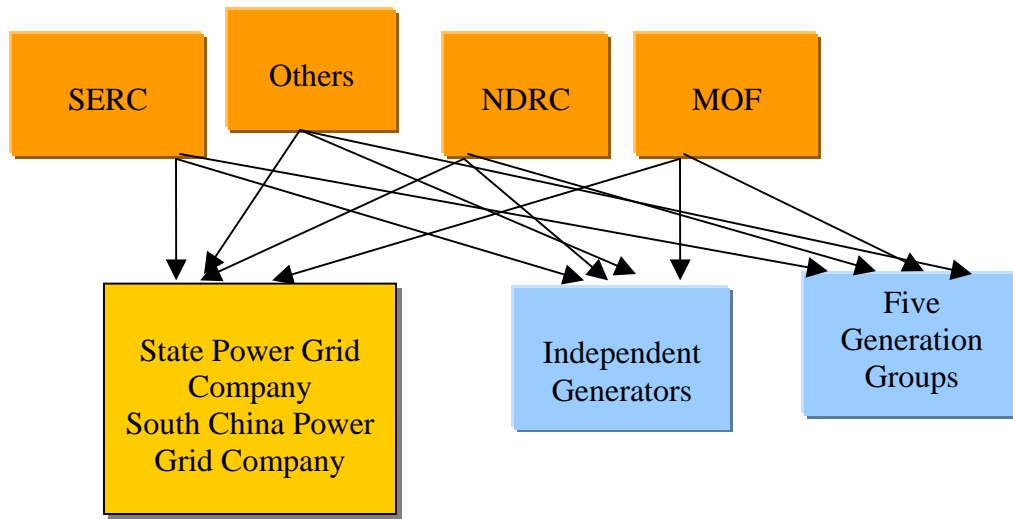 SERC
Others
NDRC
MOF
State Power Grid
Company
South China Power
Grid Company
Independent
Generators
Five
Generation
Groups